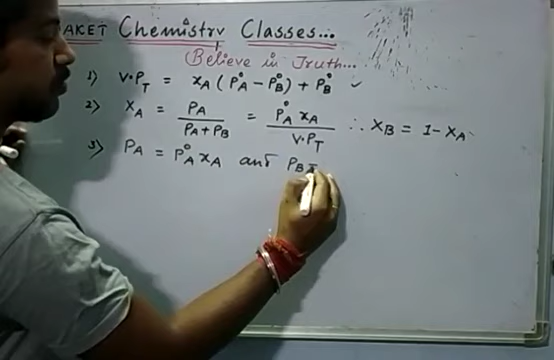 AKET Chemistry Classes...
(Believe in Truth...
1) V.P_T = x_A (P°_A - P°_B) + P°_B ✓
2) X_A = P_A / (P_A + P_B) = P°_A x_A / V.P_T ∴ X_B = 1 - X_A
3) P_A = P°_A x_A and P_B =